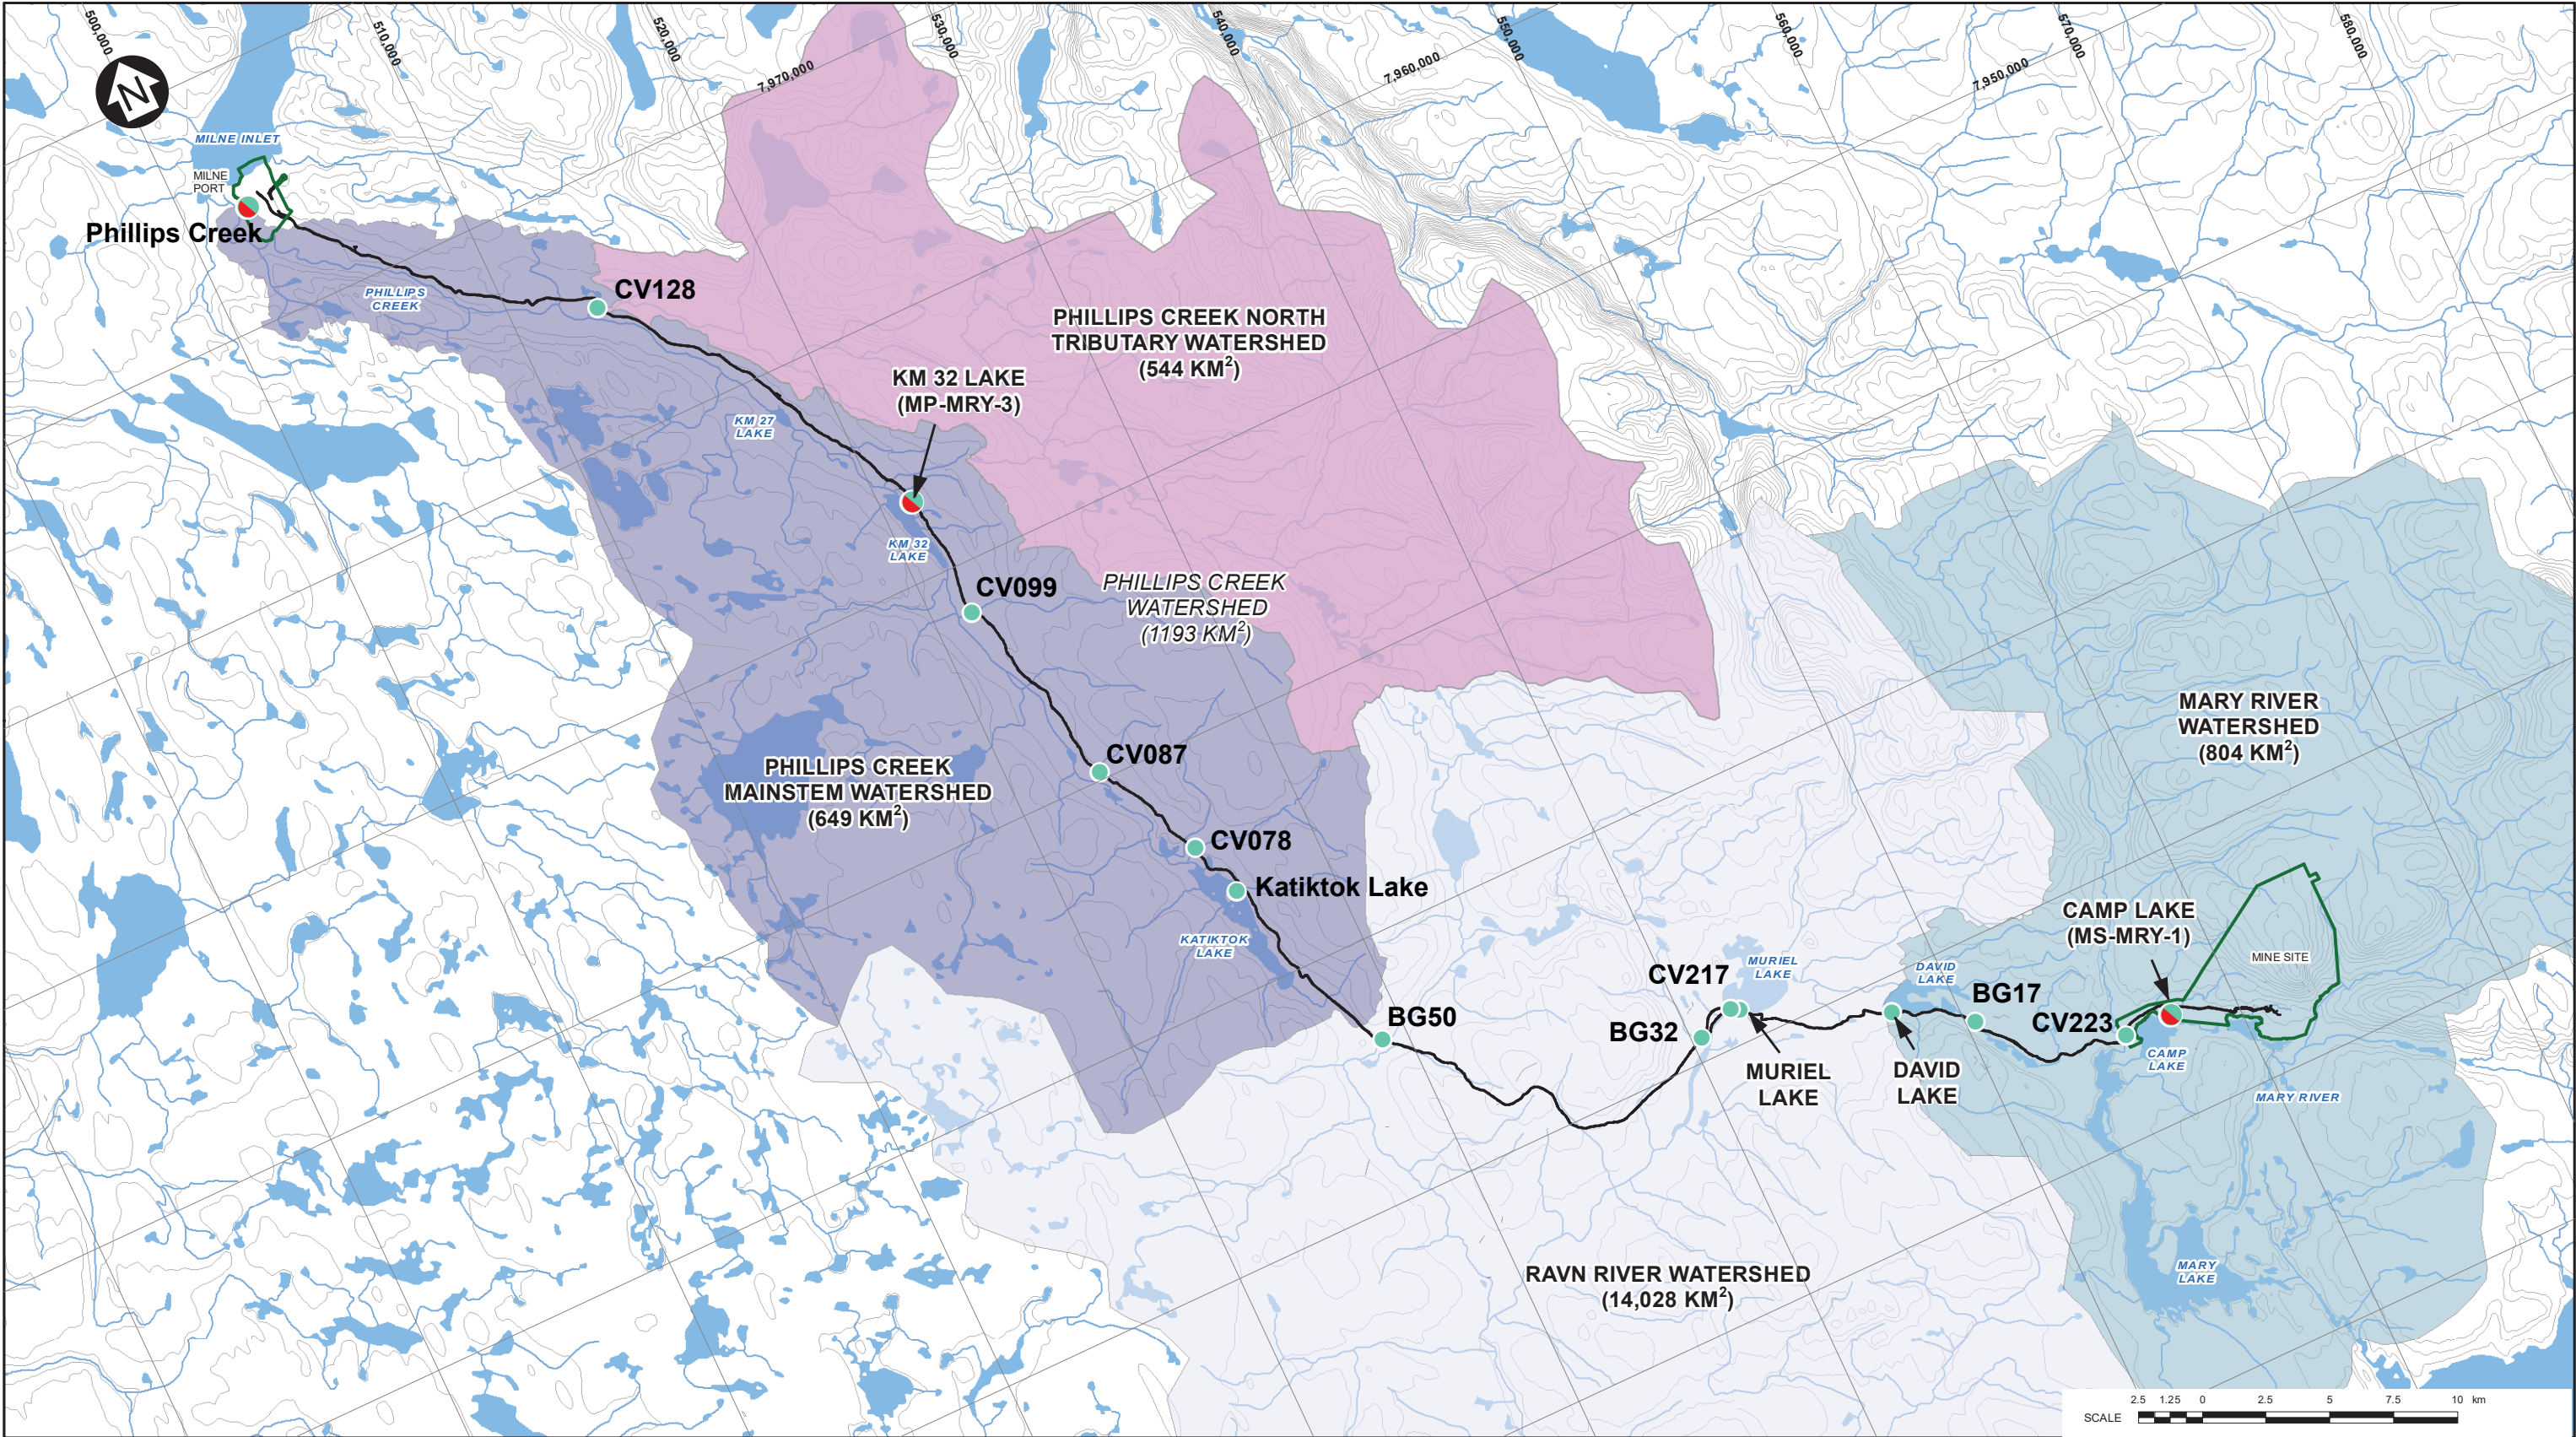 500,000
510,000
520,000
530,000
540,000
550,000
560,000
570,000
580,000
7,970,000
7,960,000
7,950,000
N
MILNE INLET
MILNE
PORT
Phillips Creek
PHILLIPS
CREEK
CV128
PHILLIPS CREEK NORTH
TRIBUTARY WATERSHED
(544 KM²)
KM 32 LAKE
(MP-MRY-3)
KM 27
LAKE
KM 32
LAKE
CV099
PHILLIPS CREEK
WATERSHED
(1193 KM²)
MARY RIVER
WATERSHED
(804 KM²)
CV087
PHILLIPS CREEK
MAINSTEM WATERSHED
(649 KM²)
CV078
Katiktok Lake
KATIKTOK
LAKE
CAMP LAKE
(MS-MRY-1)
MINE SITE
CV217
MURIEL
LAKE
DAVID
LAKE
BG17
BG50
BG32
CV223
MURIEL
LAKE
DAVID
LAKE
CAMP
LAKE
MARY RIVER
RAVN RIVER WATERSHED
(14,028 KM²)
MARY
LAKE
2.5 1.25 0 2.5 5 7.5 10 km
SCALE